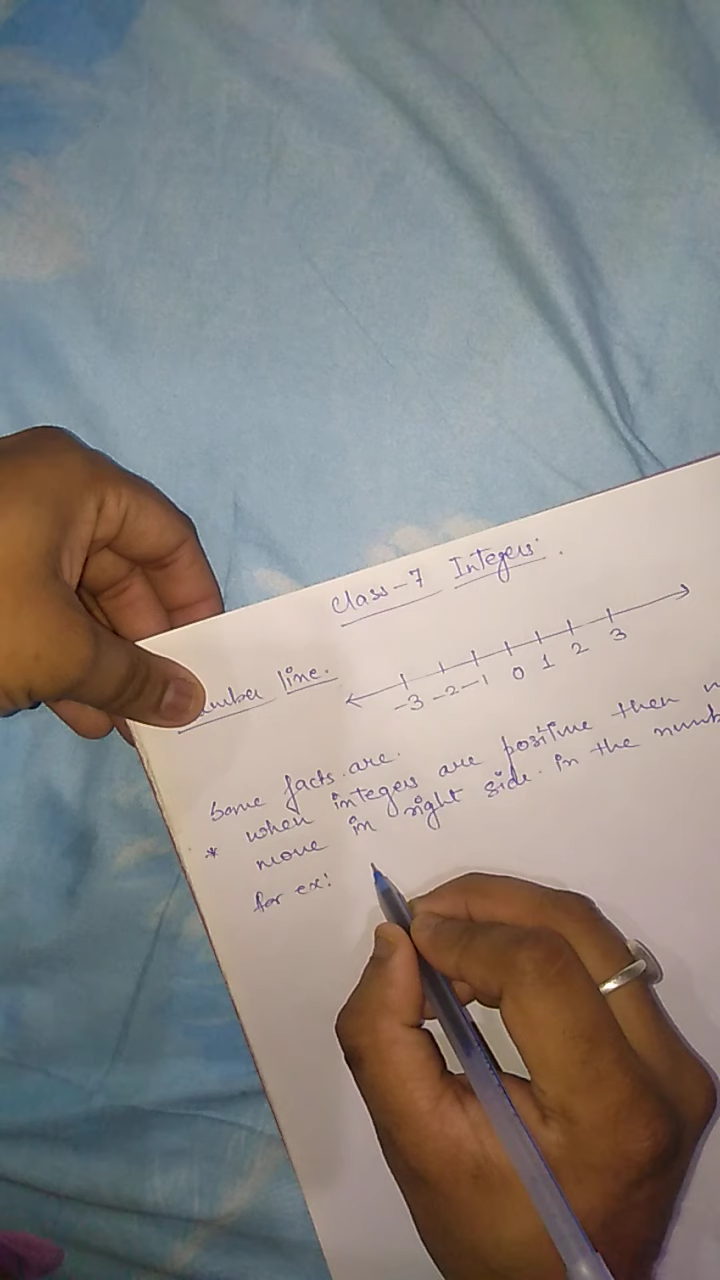 Class-7 Integers:
line.
-3 -2 -1 0 1 2 3
Some facts are.
* when integers are positive then
move in right side. in the
for ex: